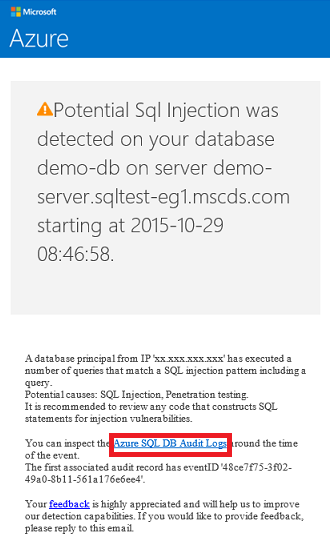 Microsoft
Azure
Potential Sql Injection was
detected on your database
demo-db on server demo-
server.sqltest-eg1.mscds.com
starting at 2015-10-29
08:46:58.
A database principal from IP 'xx.xxx.xxx.xxx' has executed a
number of queries that match a SQL injection pattern including a
query.
Potential causes: SQL Injection, Penetration testing.
It is recommended to review any code that constructs SQL
statements for injection vulnerabilities.
You can inspect the Azure SQL DB Audit Logs around the time
of the event.
The first associated audit record has eventID '48ce7f75-3f02-
49a0-8b11-561a176e6ee4'.
Your feedback is highly appreciated and will help us to improve
our detection capabilities. If you would like to provide feedback,
please reply to this email.